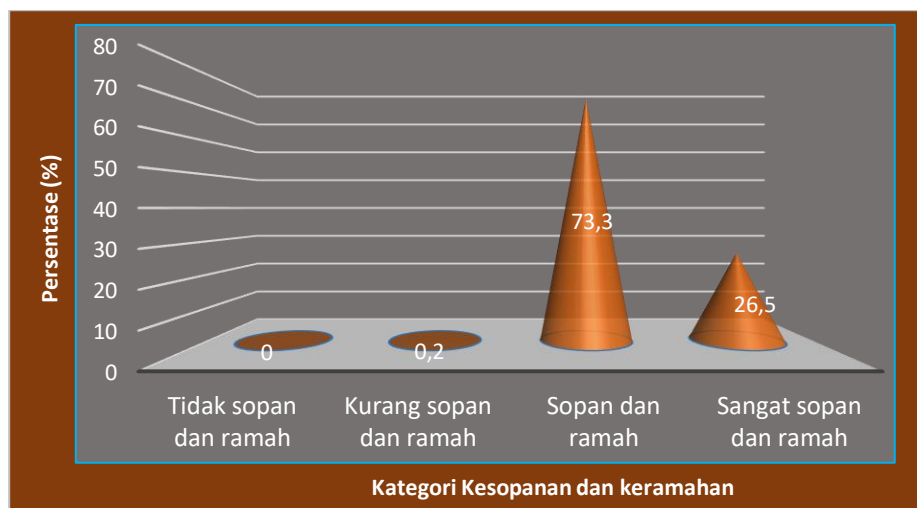 80
70
60
50
40
30
20
10
0
Persentase (%)
0
0,2
73,3
26,5
Tidak sopan
dan ramah
Kurang sopan
dan ramah
Sopan dan
ramah
Sangat sopan
dan ramah
Kategori Kesopanan dan keramahan